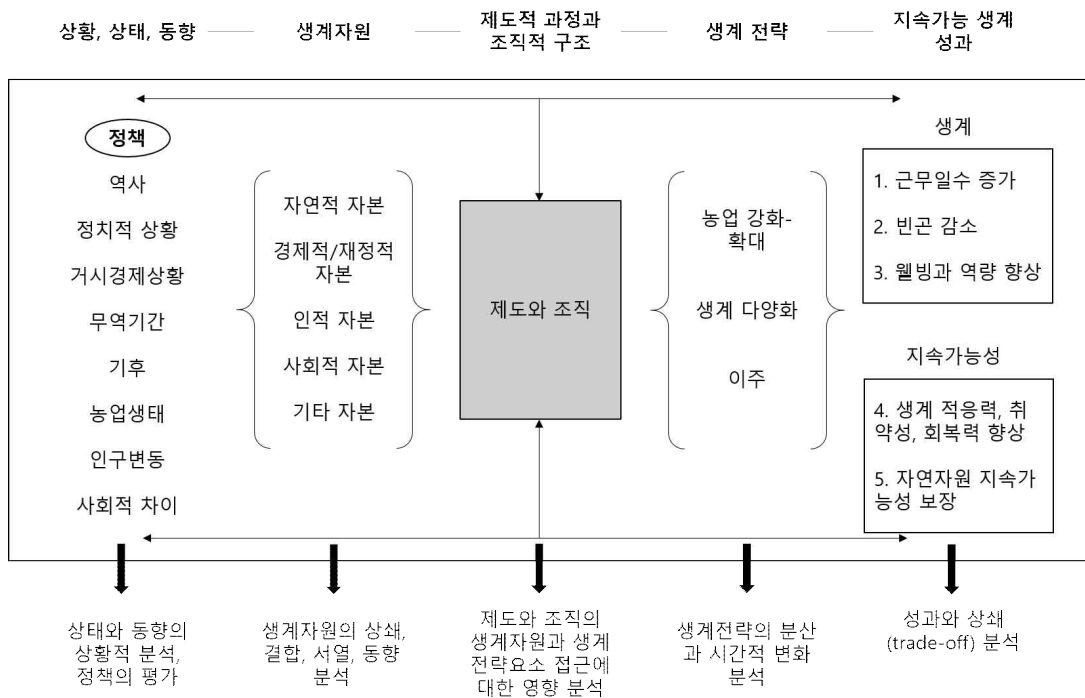 상황, 상태, 동향
생계자원
제도적 과정과
조직적 구조
생계 전략
지속가능 생계
성과
정책
역사
정치적 상황
거시경제상황
무역기간
기후
농업생태
인구변동
사회적 차이
자연적 자본
경제적/재정적
자본
인적 자본
사회적 자본
기타 자본
제도와 조직
농업 강화-
확대
생계 다양화
이주
생계
1. 근무일수 증가
2. 빈곤 감소
3. 웰빙과 역량 향상
지속가능성
4. 생계 적응력, 취
약성, 회복력 향상
5. 자연자원 지속가
능성 보장
상태와 동향의
상황적 분석,
정책의 평가
생계자원의 상쇄,
결합, 서열, 동향
분석
제도와 조직의
생계자원과 생계
전략요소 접근에
대한 영향 분석
생계전략의 분산
과 시간적 변화
분석
성과와 상쇄
(trade-off) 분석